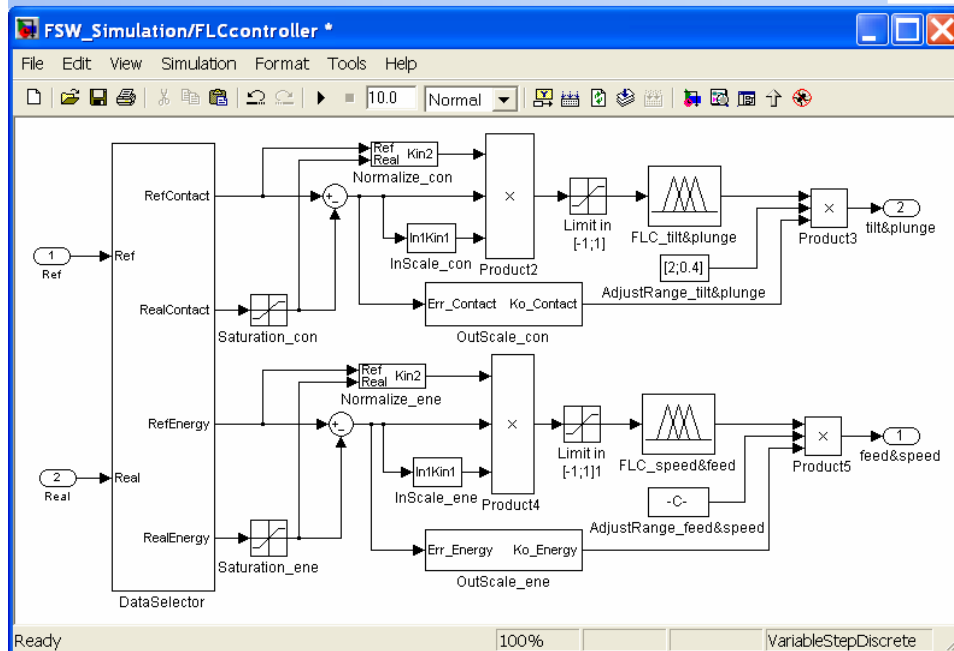 FSW_Simulation/FLCcontroller *
File Edit View Simulation Format Tools Help
10.0 Normal
Ref
Real Kin2
Normalize_con
RefContact
+
-
×
Limit in
[-1;1]
FLC_tilt&plunge
×
Product3
2
tilt&plunge
1
Ref
Ref
In1Kin1
InScale_con
Product2
[2;0.4]
AdjustRange_tilt&plunge
RealContact
Saturation_con
Err_Contact Ko_Contact
OutScale_con
Ref
Real Kin2
Normalize_ene
RefEnergy
+
-
×
Limit in
[-1;1]1
FLC_speed&feed
×
Product5
1
feed&speed
2
Real
Real
In1Kin1
InScale_ene
Product4
-C-
AdjustRange_feed&speed
RealEnergy
Saturation_ene
Err_Energy Ko_Energy
OutScale_ene
DataSelector
Ready 100% VariableStepDiscrete